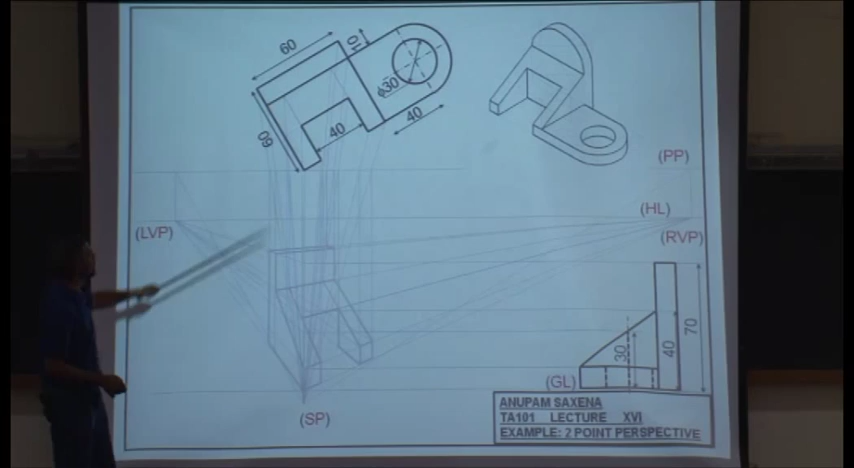 60
10
ϕ30
60
40
40
(PP)
(HL)
(LVP)
(RVP)
70
30
40
(GL)
(SP)
ANUPAM SAXENA
TA101 LECTURE XVI
EXAMPLE: 2 POINT PERSPECTIVE